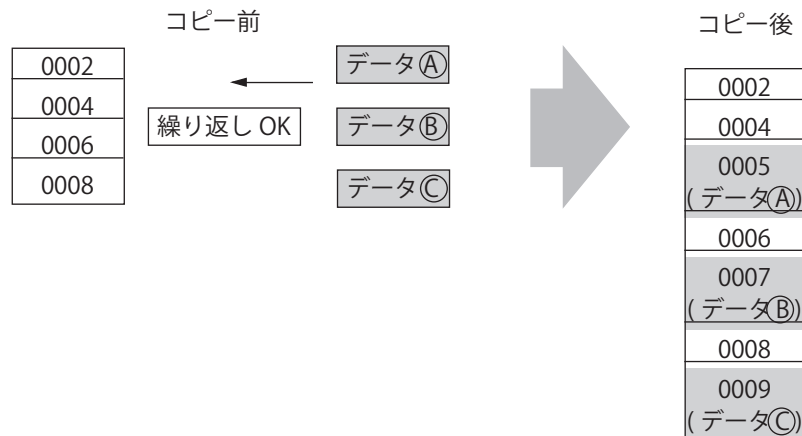 コピー前
0002
0004
0006
0008
繰り返し OK
データⒶ
データⒷ
データⒸ
コピー後
0002
0004
0005
(データⒶ)
0006
0007
(データⒷ)
0008
0009
(データⒸ)